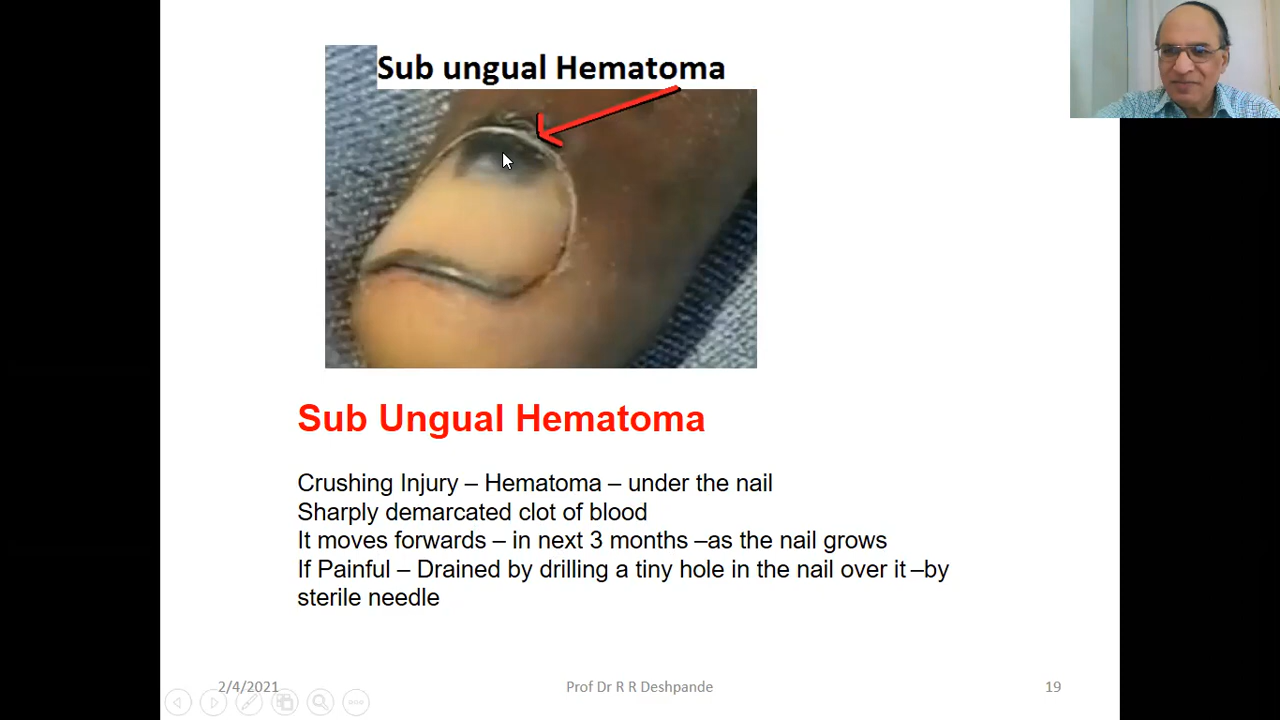 Sub ungual Hematoma
Sub Ungual Hematoma
Crushing Injury – Hematoma – under the nail
Sharply demarcated clot of blood
It moves forwards – in next 3 months –as the nail grows
If Painful – Drained by drilling a tiny hole in the nail over it –by
sterile needle
2/4/2021
Prof Dr R R Deshpande
19